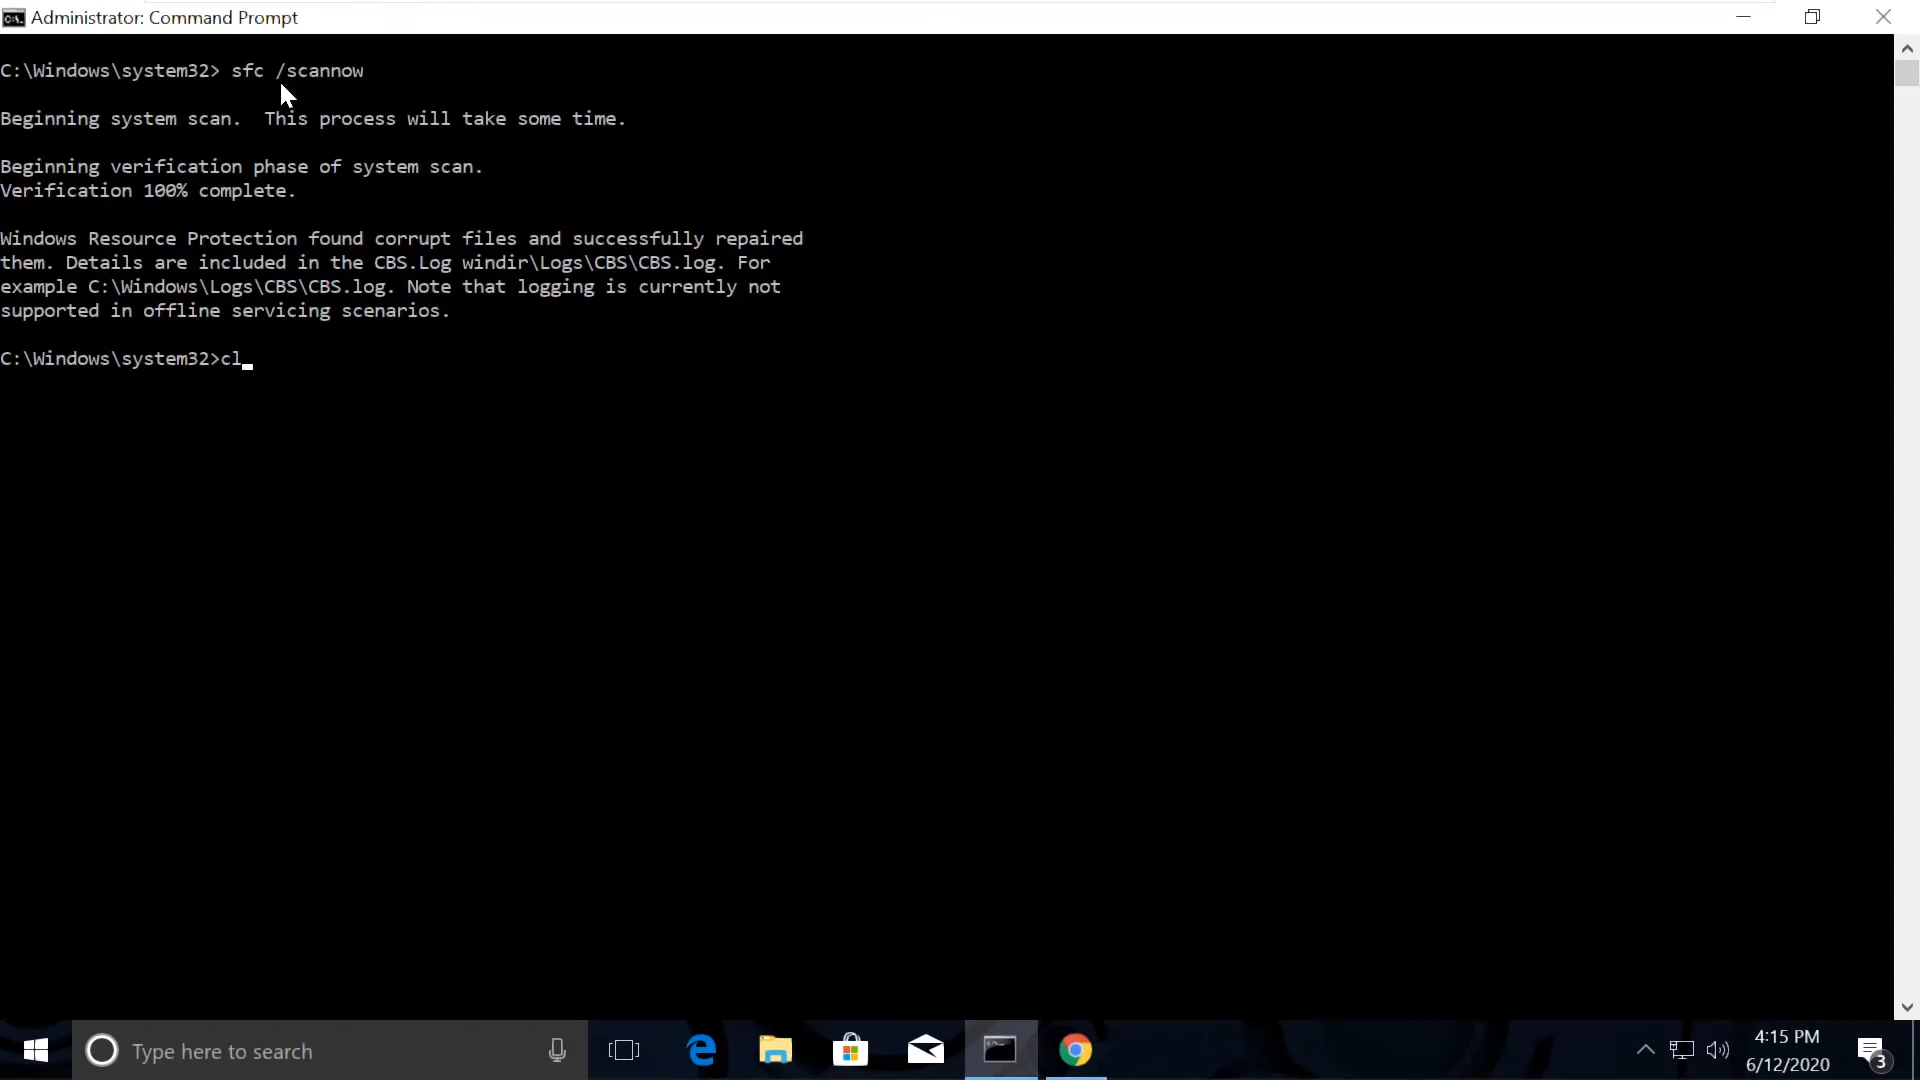 Administrator: Command Prompt
C:\Windows\system32> sfc /scannow
Beginning system scan.  This process will take some time.
Beginning verification phase of system scan.
Verification 100% complete.
Windows Resource Protection found corrupt files and successfully repaired
them. Details are included in the CBS.Log windir\Logs\CBS\CBS.log. For
example C:\Windows\Logs\CBS\CBS.log. Note that logging is currently not
supported in offline servicing scenarios.
C:\Windows\system32>cl
Type here to search
4:15 PM
6/12/2020
3